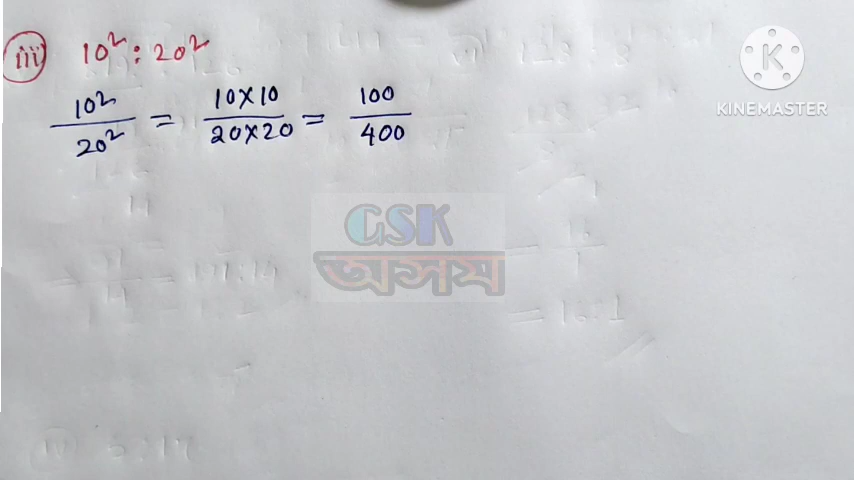 iii 10² : 20²
10² / 20² = 10×10 / 20×20 = 100 / 400
KINEMASTER
GSK
অসম